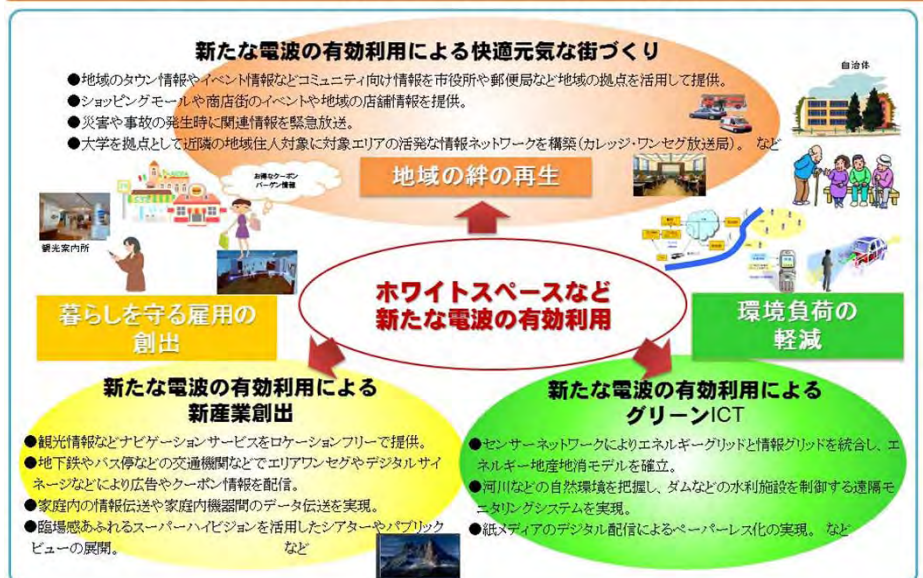 新たな電波の有効利用による快適元気な街づくり
●地域のタウン情報やイベント情報などコミュニティ向け情報を市役所や郵便局など地域の拠点を活用して提供。
●ショッピングモールや商店街のイベントや地域の店舗情報を提供。
●災害や事故の発生時に関連情報を緊急放送。
●大学を拠点として近隣の地域住人対象に対象エリアの活発な情報ネットワークを構築(カレッジ・ワンセグ放送局)。 など
自治体
地域の絆の再生
お得なクーポン
バーゲン情報
観光案内所
ホワイトスペースなど
新たな電波の有効利用
暮らしを守る雇用の
創出
環境負荷の
軽減
新たな電波の有効利用による
新産業創出
●観光情報などナビゲーションサービスをロケーションフリーで提供。
●地下鉄やバス停などの交通機関などでエリアワンセグやデジタルサイ
ネージなどにより広告やクーポン情報を配信。
●家庭内の情報伝送や家庭内機器間のデータ伝送を実現。
●臨場感あふれるスーパーハイビジョンを活用したシアターやパブリック
ビューの展開。 など
新たな電波の有効利用による
グリーンICT
●センサーネットワークによりエネルギーグリッドと情報グリッドを統合し、エ
ネルギー地産地消モデルを確立。
●河川などの自然環境を把握し、ダムなどの水利施設を制御する遠隔モ
ニタリングシステムを実現。
●紙メディアのデジタル配信によるペーパーレス化の実現。 など